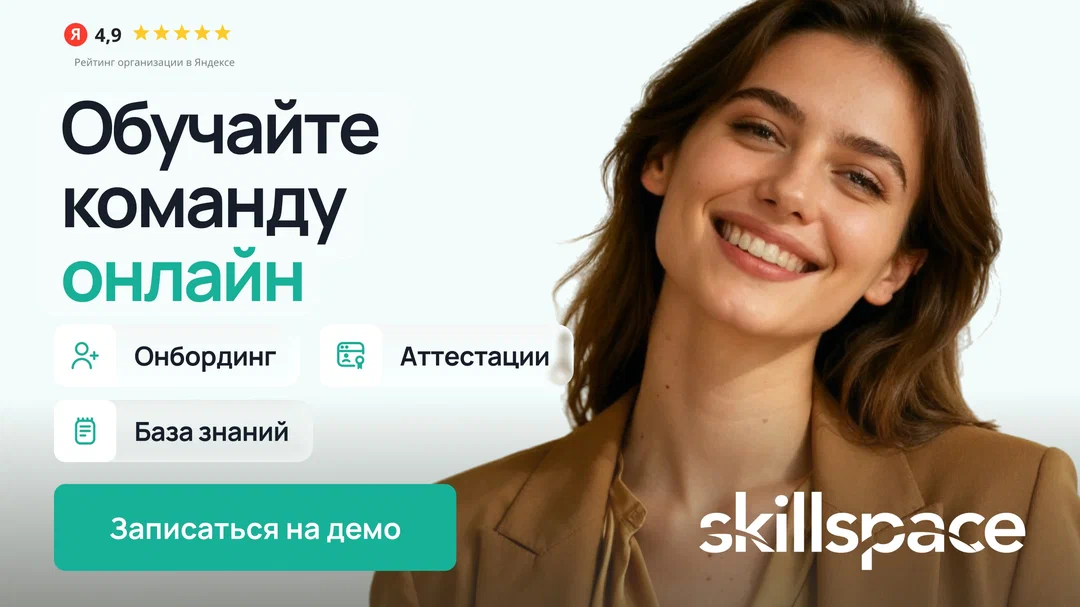 Я 4,9
Рейтинг организации в Яндексе
Обучайте
команду
онлайн
Онбординг
Аттестации
База знаний
Записаться на демо
skillspace